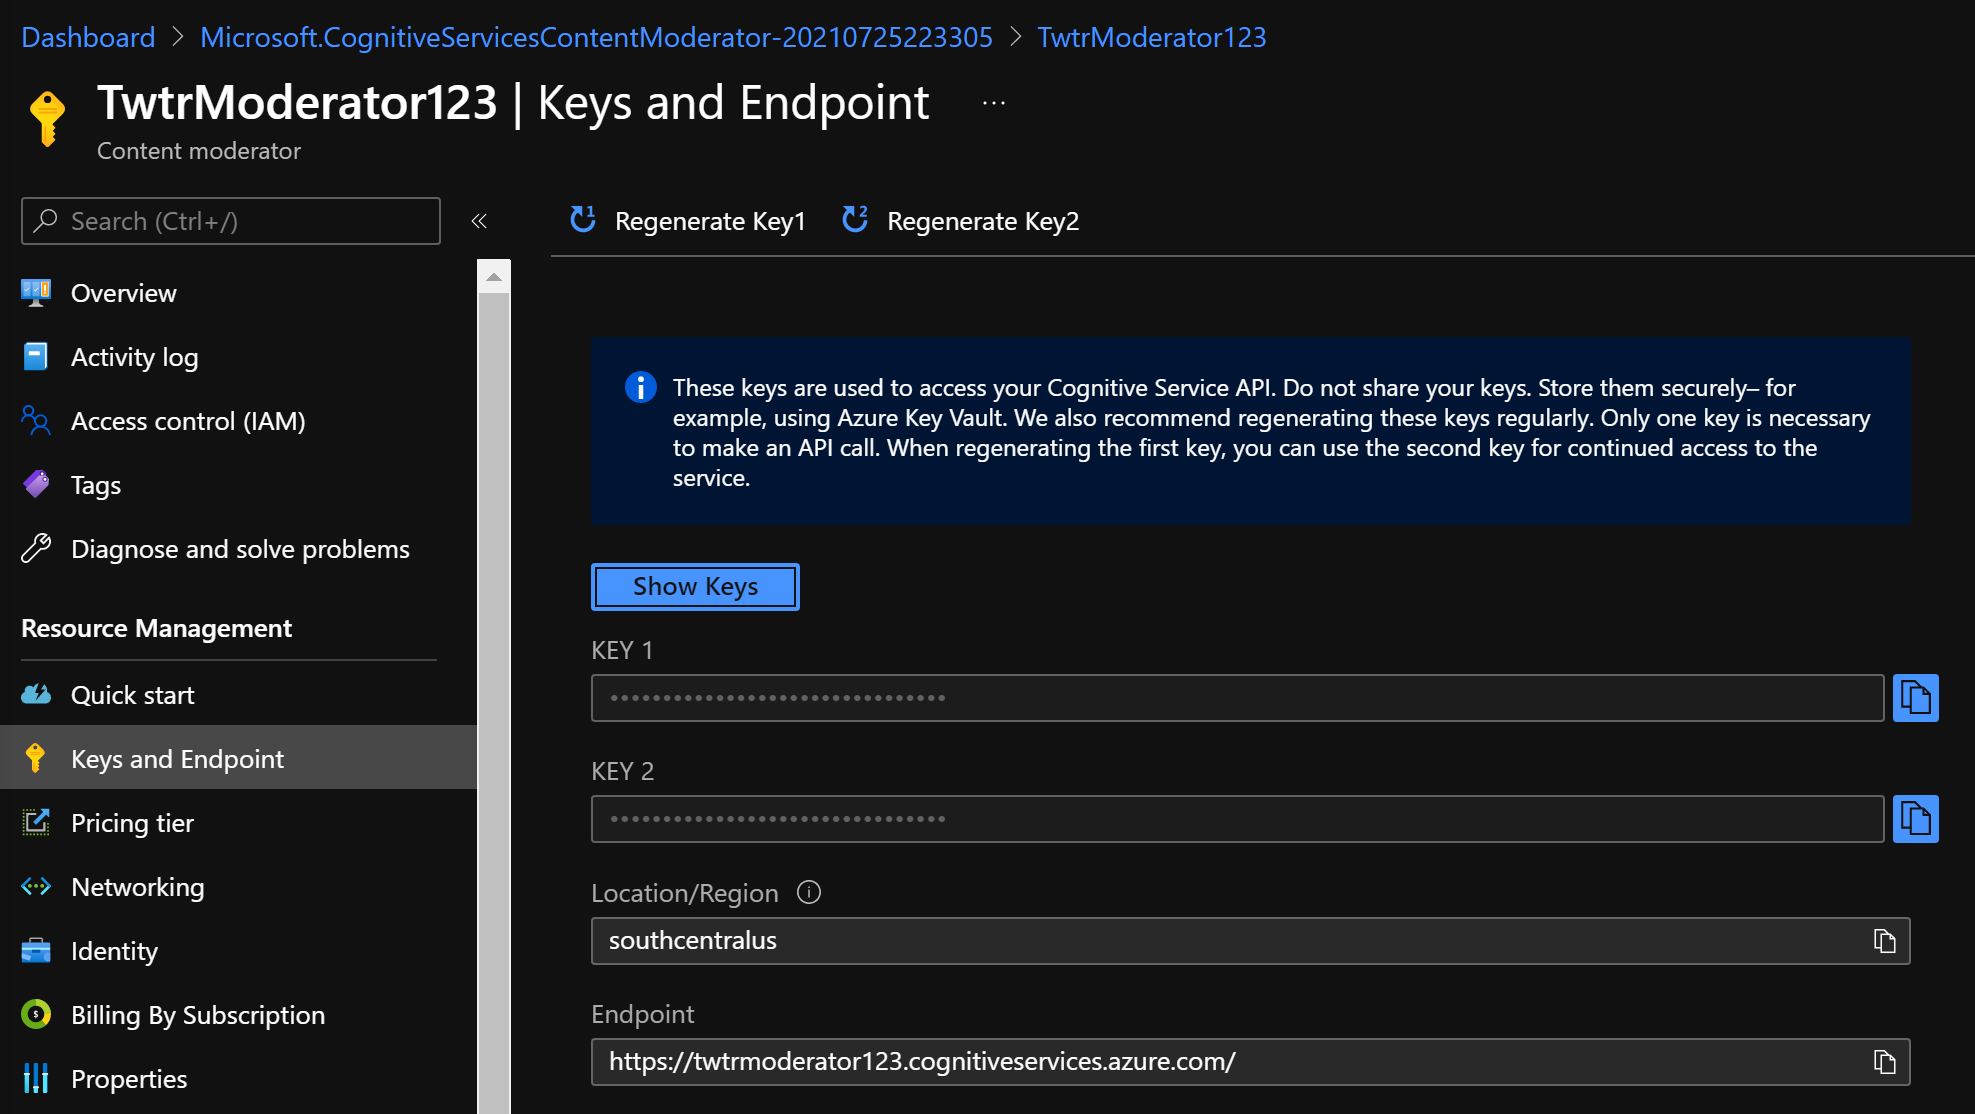 Dashboard > Microsoft.CognitiveServicesContentModerator-20210725223305 > TwtrModerator123
TwtrModerator123 | Keys and Endpoint ...
Content moderator
Search (Ctrl+/)
«
Overview
Activity log
Access control (IAM)
Tags
Diagnose and solve problems
Resource Management
Quick start
Keys and Endpoint
Pricing tier
Networking
Identity
Billing By Subscription
Properties
1 Regenerate Key1 2 Regenerate Key2
These keys are used to access your Cognitive Service API. Do not share your keys. Store them securely– for
example, using Azure Key Vault. We also recommend regenerating these keys regularly. Only one key is necessary
to make an API call. When regenerating the first key, you can use the second key for continued access to the
service.
Show Keys
KEY 1
••••••••••••••••••••••••••••••••
KEY 2
••••••••••••••••••••••••••••••••
Location/Region
southcentralus
Endpoint
https://twtrmoderator123.cognitiveservices.azure.com/